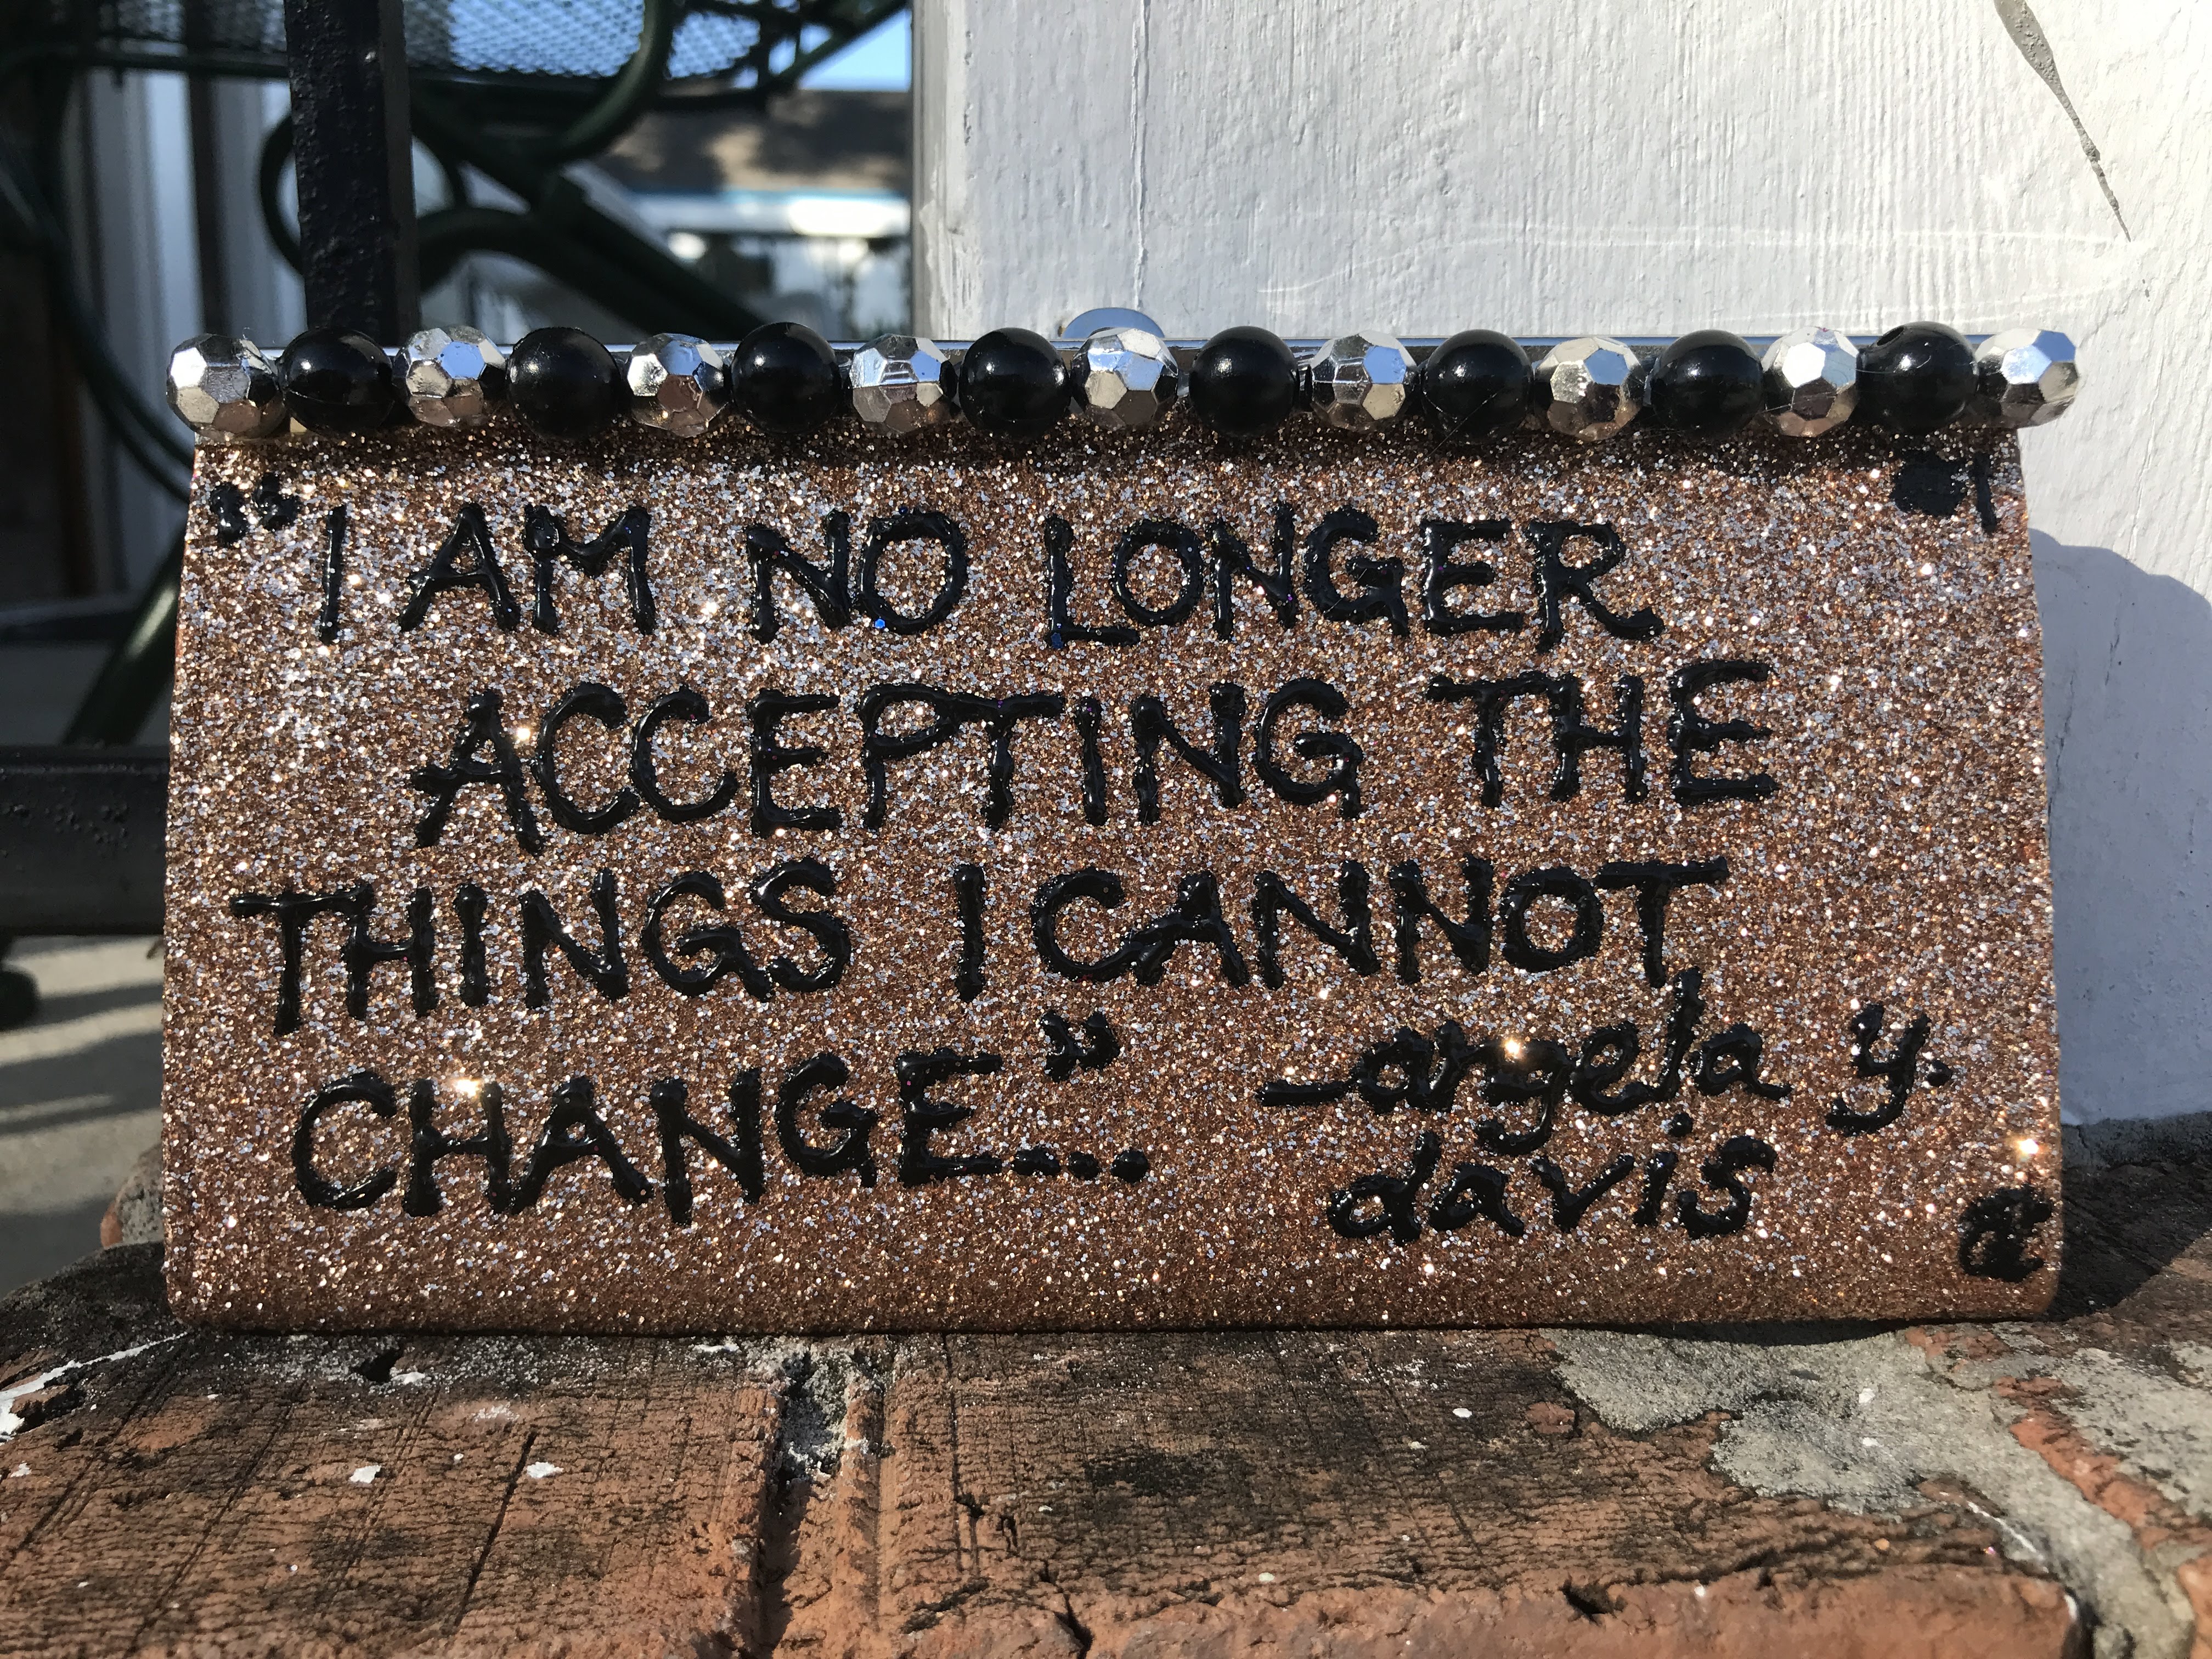 "I AM NO LONGER
ACCEPTING THE
THINGS I CANNOT
CHANGE..." -angela y.
davis